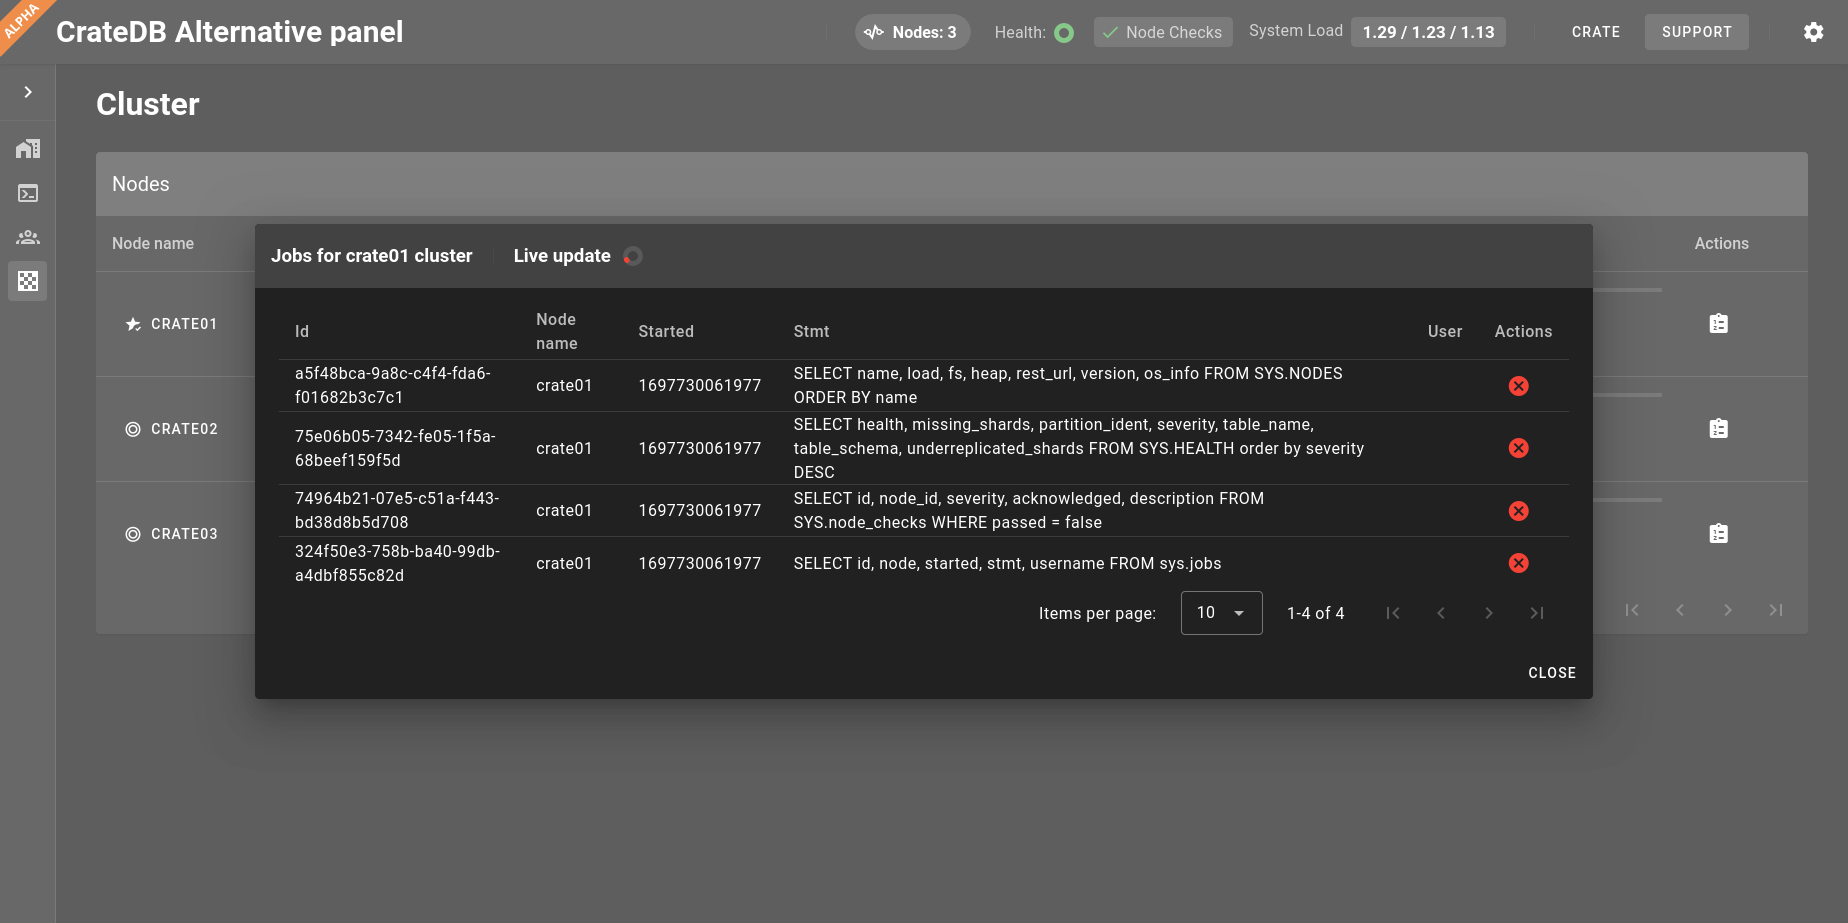 ALPHA
CrateDB Alternative panel
Nodes: 3
Health:
Node Checks
System Load
1.29 / 1.23 / 1.13
CRATE
SUPPORT
Cluster
Nodes
Node name
Actions
CRATE01
CRATE02
CRATE03
Jobs for crate01 cluster
Live update
Id
Node
name
Started
Stmt
User
Actions
a5f48bca-9a8c-c4f4-fda6-
f01682b3c7c1
crate01
1697730061977
SELECT name, load, fs, heap, rest_url, version, os_info FROM SYS.NODES
ORDER BY name
75e06b05-7342-fe05-1f5a-
68beef159f5d
crate01
1697730061977
SELECT health, missing_shards, partition_ident, severity, table_name,
table_schema, underreplicated_shards FROM SYS.HEALTH order by severity
DESC
74964b21-07e5-c51a-f443-
bd38d8b5d708
crate01
1697730061977
SELECT id, node_id, severity, acknowledged, description FROM
SYS.node_checks WHERE passed = false
324f50e3-758b-ba40-99db-
a4dbf855c82d
crate01
1697730061977
SELECT id, node, started, stmt, username FROM sys.jobs
Items per page:
10
1-4 of 4
CLOSE